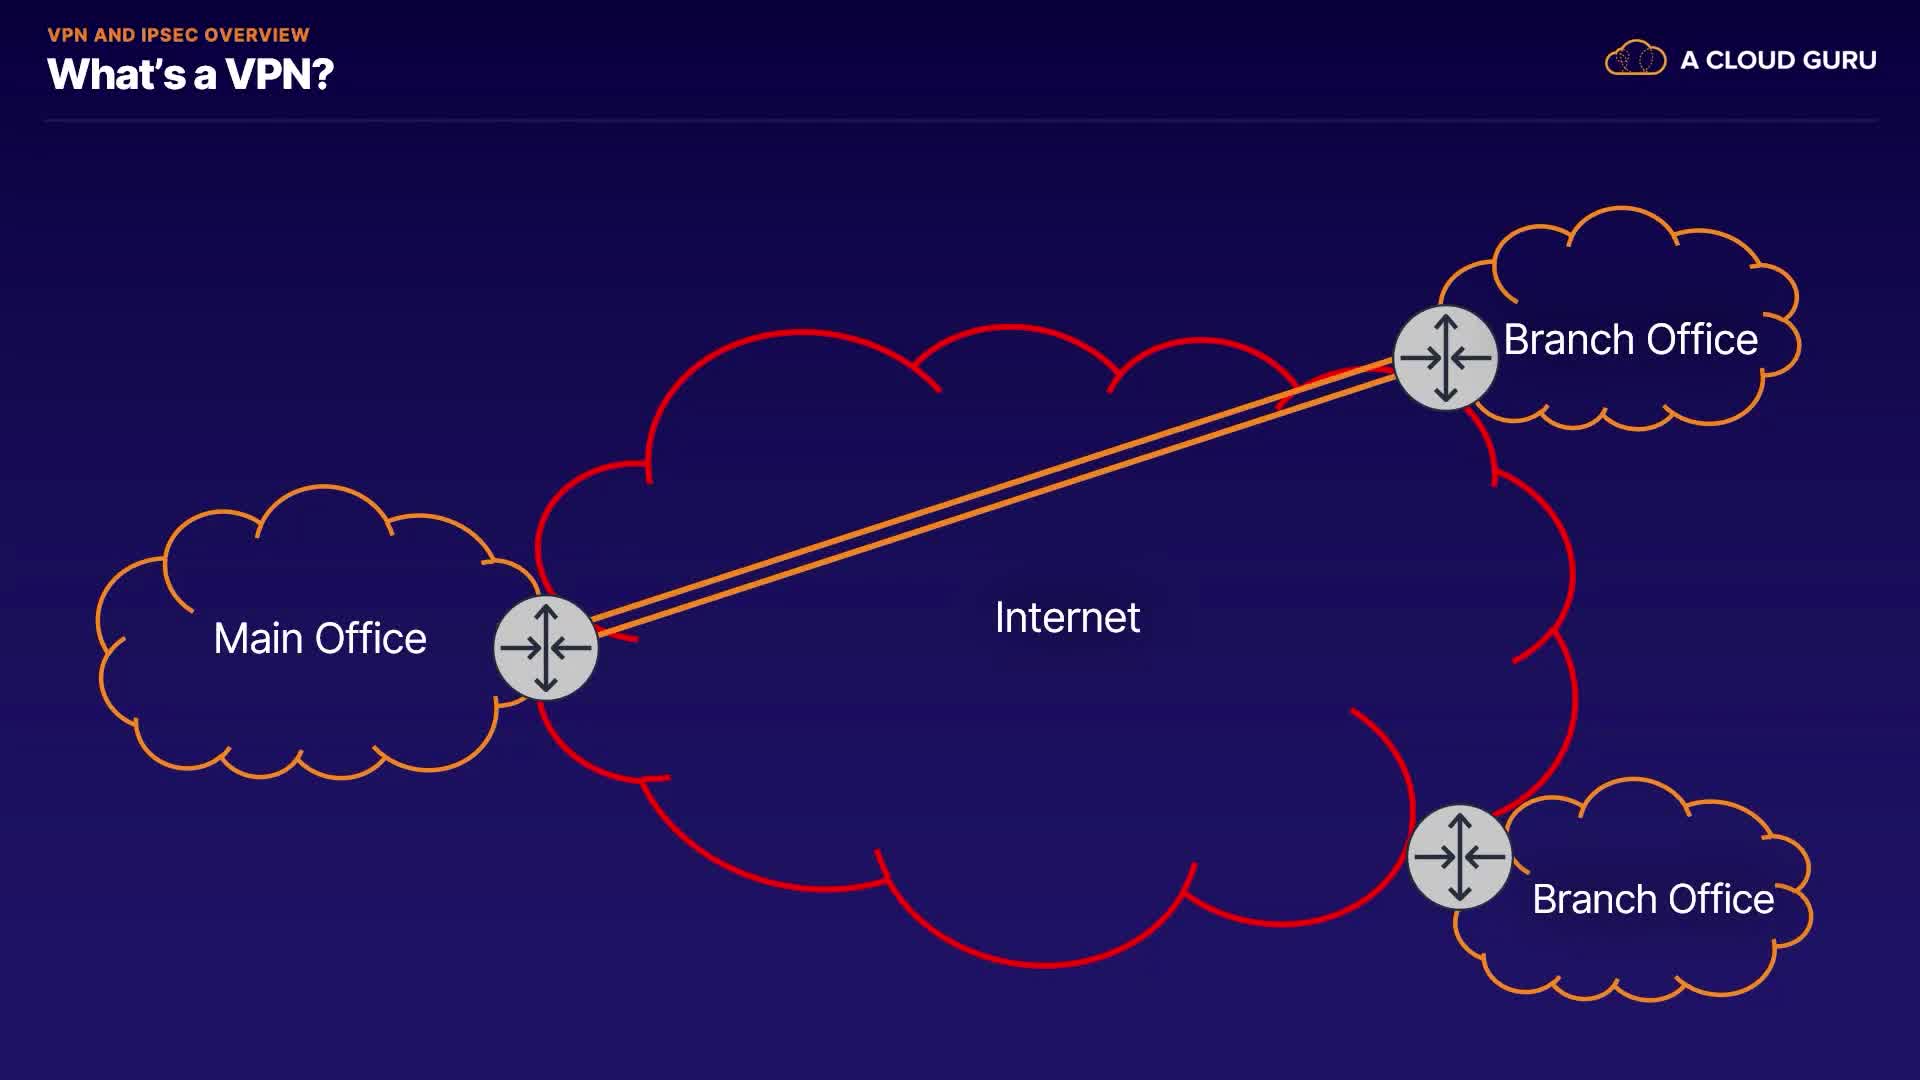 VPN AND IPSEC OVERVIEW
What's a VPN?
A CLOUD GURU
Branch Office
Internet
Main Office
Branch Office